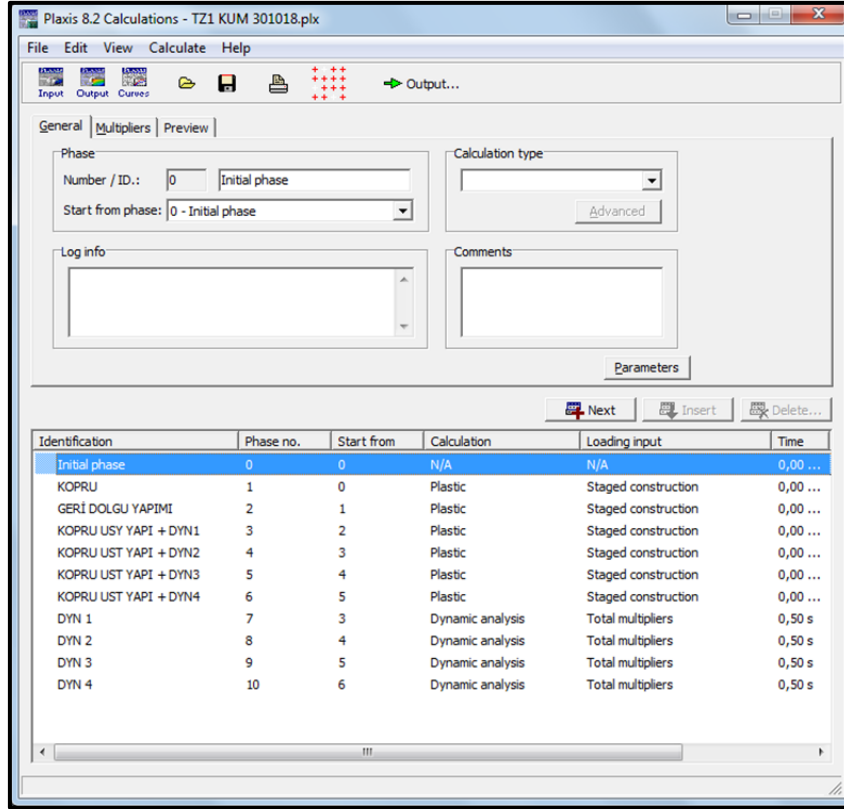 Plaxis 8.2 Calculations - TZ1 KUM 301018.plx
File Edit View Calculate Help
Input Output Curves Output...
General Multipliers Preview
Phase
Number / ID.: 0 Initial phase
Start from phase: 0 - Initial phase
Calculation type
Advanced
Log info
Comments
Parameters
Next Insert Delete...
Identification Phase no. Start from Calculation Loading input Time
Initial phase 0 0 N/A N/A 0,00 ...
KOPRU 1 0 Plastic Staged construction 0,00 ...
GERİ DOLGU YAPIMI 2 1 Plastic Staged construction 0,00 ...
KOPRU USY YAPI + DYN1 3 2 Plastic Staged construction 0,00 ...
KOPRU UST YAPI + DYN2 4 3 Plastic Staged construction 0,00 ...
KOPRU UST YAPI + DYN3 5 4 Plastic Staged construction 0,00 ...
KOPRU UST YAPI + DYN4 6 5 Plastic Staged construction 0,00 ...
DYN 1 7 3 Dynamic analysis Total multipliers 0,50 s
DYN 2 8 4 Dynamic analysis Total multipliers 0,50 s
DYN 3 9 5 Dynamic analysis Total multipliers 0,50 s
DYN 4 10 6 Dynamic analysis Total multipliers 0,50 s